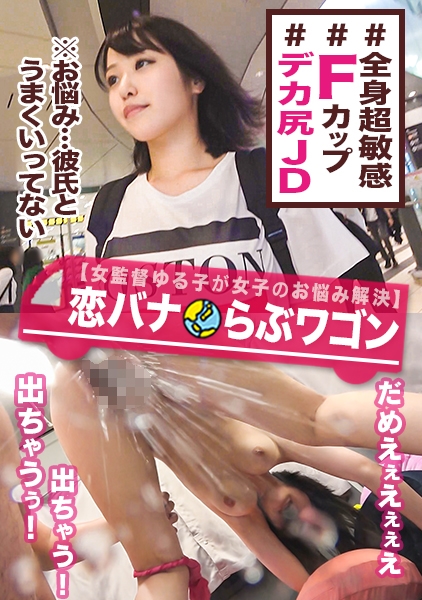 #全身超敏感
#Fカップ
#デカ尻JD
※お悩み…彼氏と
うまくいってない
【女監督ゆる子が女子のお悩み解決】
恋バナらぶワゴン
だめえぇえぇぇえ
出ちゃう!
出ちゃうぅ!